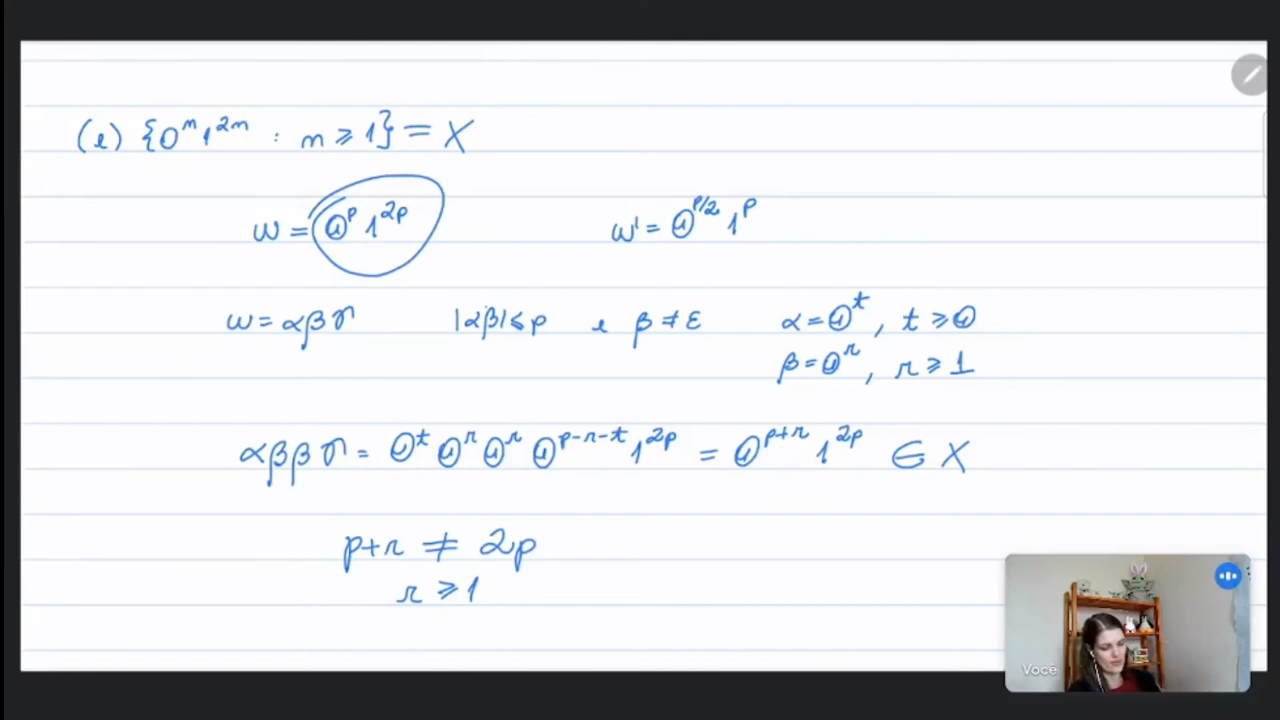 (e) {0^n 1^{2n} : n ⩾ 1} = X
w = 0^p 1^{2p} w' = 0^{p/2} 1^p
w = αβγ |αβ| ⩽ p e β ≠ ε α = 0^t, t ⩾ 0
β = 0^r, r ⩾ 1
αββγ = 0^t 0^r 0^r 0^{p-r-t} 1^{2p} = 0^{p+r} 1^{2p} ∈ X
p+r ≠ 2p
r ⩾ 1
Você